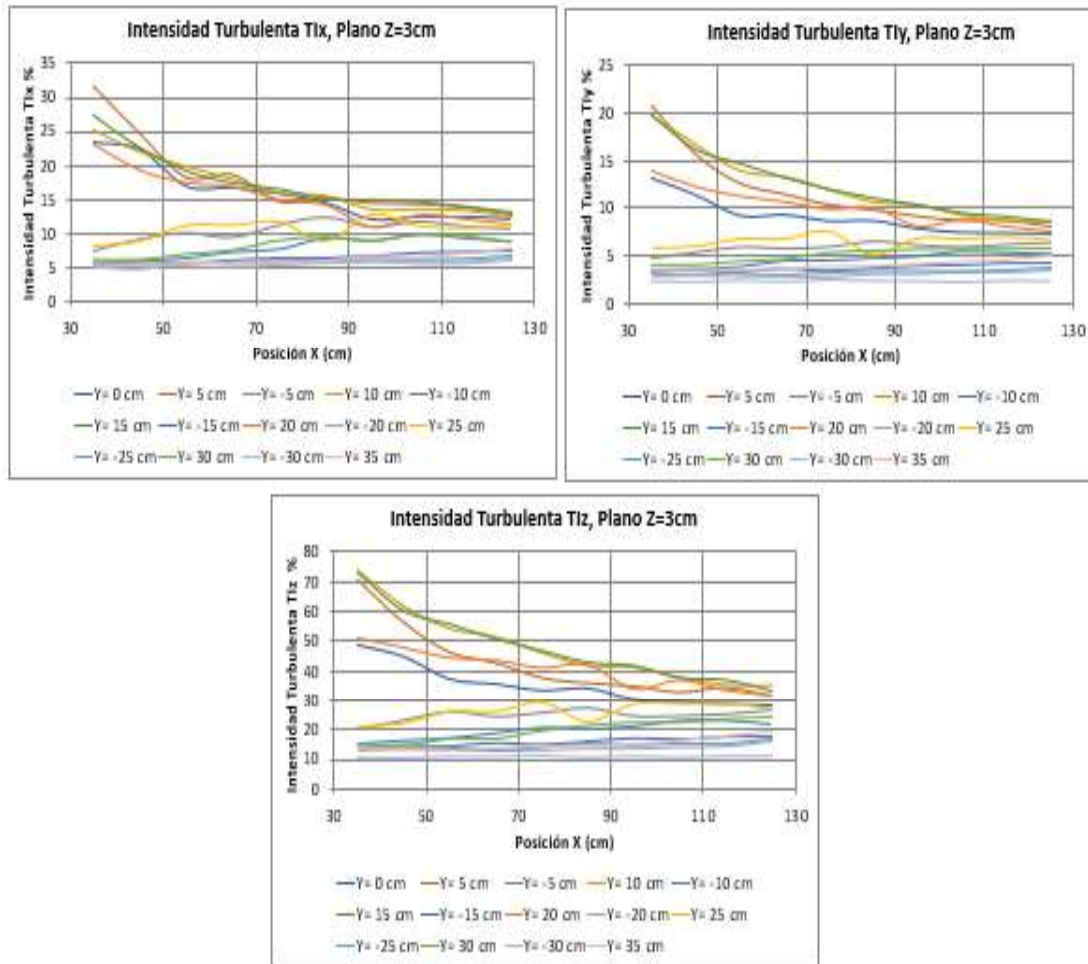 Intensidad Turbulenta TIx, Plano Z=3cm
Intensidad Turbulenta TIx %
35
30
25
20
15
10
5
0
30 50 70 90 110 130
Posición X (cm)
Y= 0 cm Y= 5 cm Y= -5 cm Y= 10 cm Y= -10 cm
Y= 15 cm Y= -15 cm Y= 20 cm Y= -20 cm Y= 25 cm
Y= -25 cm Y= 30 cm Y= -30 cm Y= 35 cm
Intensidad Turbulenta TIy, Plano Z=3cm
Intensidad Turbulenta TIy %
25
20
15
10
5
0
30 50 70 90 110 130
Posición X (cm)
Y= 0 cm Y= 5 cm Y= -5 cm Y= 10 cm Y= -10 cm
Y= 15 cm Y= -15 cm Y= 20 cm Y= -20 cm Y= 25 cm
Y= -25 cm Y= 30 cm Y= -30 cm Y= 35 cm
Intensidad Turbulenta TIz, Plano Z=3cm
Intensidad Turbulenta TIz %
80
70
60
50
40
30
20
10
0
30 50 70 90 110 130
Posición X (cm)
Y= 0 cm Y= 5 cm Y= -5 cm Y= 10 cm Y= -10 cm
Y= 15 cm Y= -15 cm Y= 20 cm Y= -20 cm Y= 25 cm
Y= -25 cm Y= 30 cm Y= -30 cm Y= 35 cm